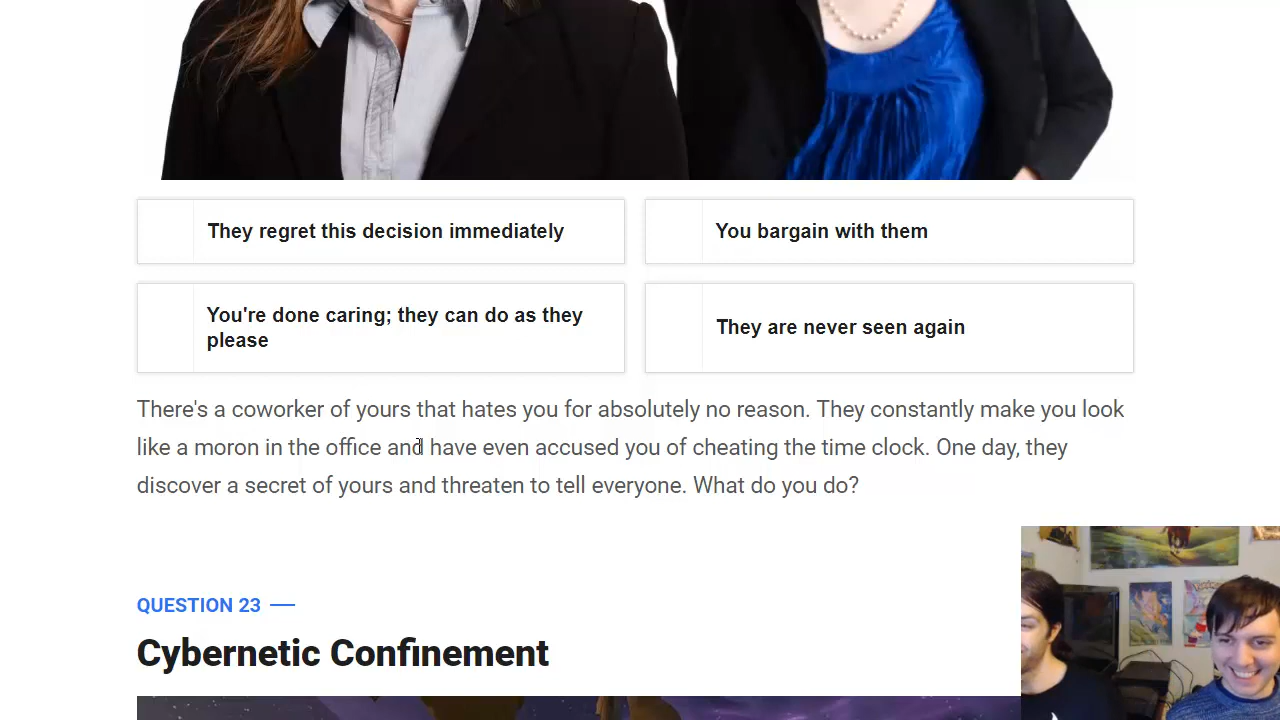 They regret this decision immediately
You bargain with them
You're done caring; they can do as they
please
They are never seen again
There's a coworker of yours that hates you for absolutely no reason. They constantly make you look
like a moron in the office and have even accused you of cheating the time clock. One day, they
discover a secret of yours and threaten to tell everyone. What do you do?
QUESTION 23
Cybernetic Confinement